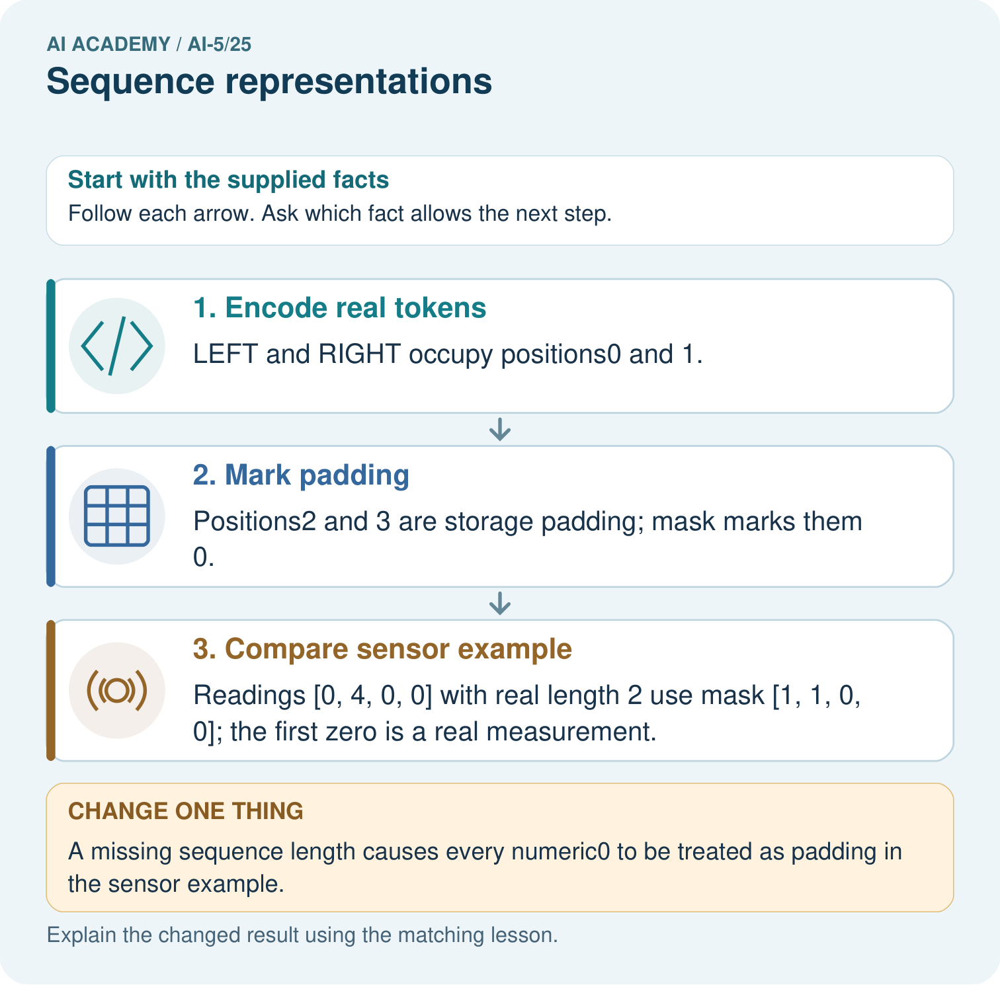 AI ACADEMY / AI-5/25
Sequence representations
Start with the supplied facts
Follow each arrow. Ask which fact allows the next step.
1. Encode real tokens
LEFT and RIGHT occupy positions0 and 1.
2. Mark padding
Positions2 and 3 are storage padding; mask marks them
0.
3. Compare sensor example
Readings [0, 4, 0, 0] with real length 2 use mask [1, 1, 0,
0]; the first zero is a real measurement.
CHANGE ONE THING
A missing sequence length causes every numeric0 to be treated as padding in
the sensor example.
Explain the changed result using the matching lesson.